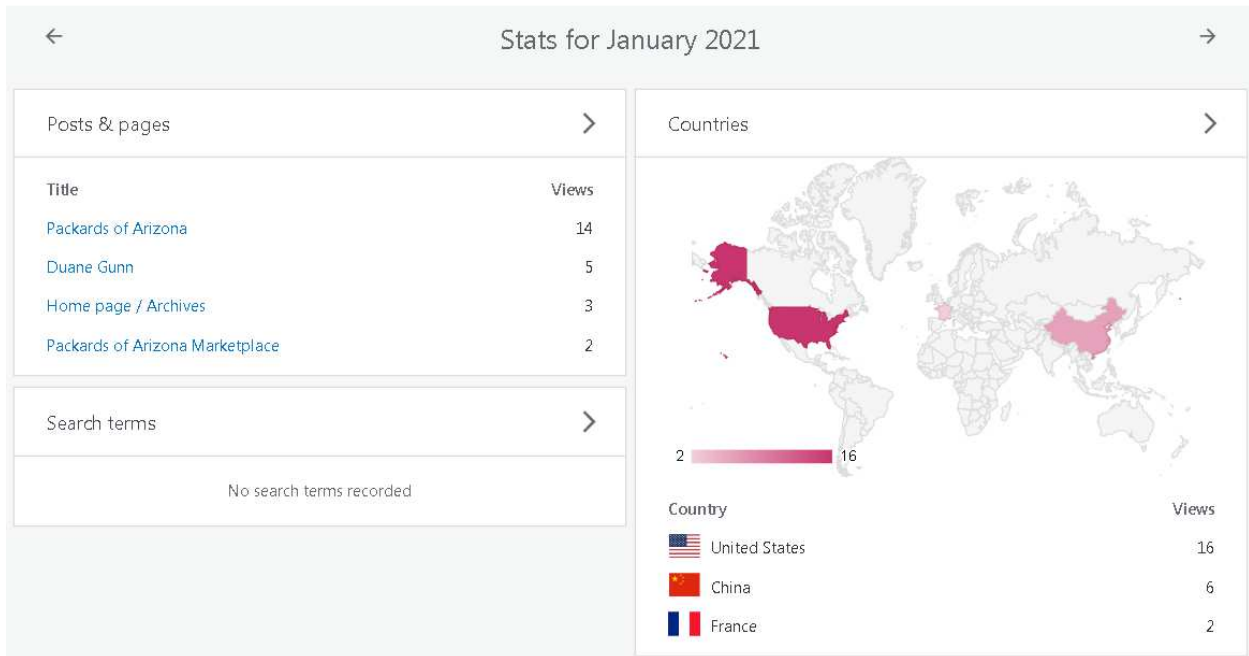 ← Stats for January 2021 →
Posts & pages
Title Views
Packards of Arizona 14
Duane Gunn 5
Home page / Archives 3
Packards of Arizona Marketplace 2
Search terms
No search terms recorded
Countries
2 16
Country Views
United States 16
China 6
France 2